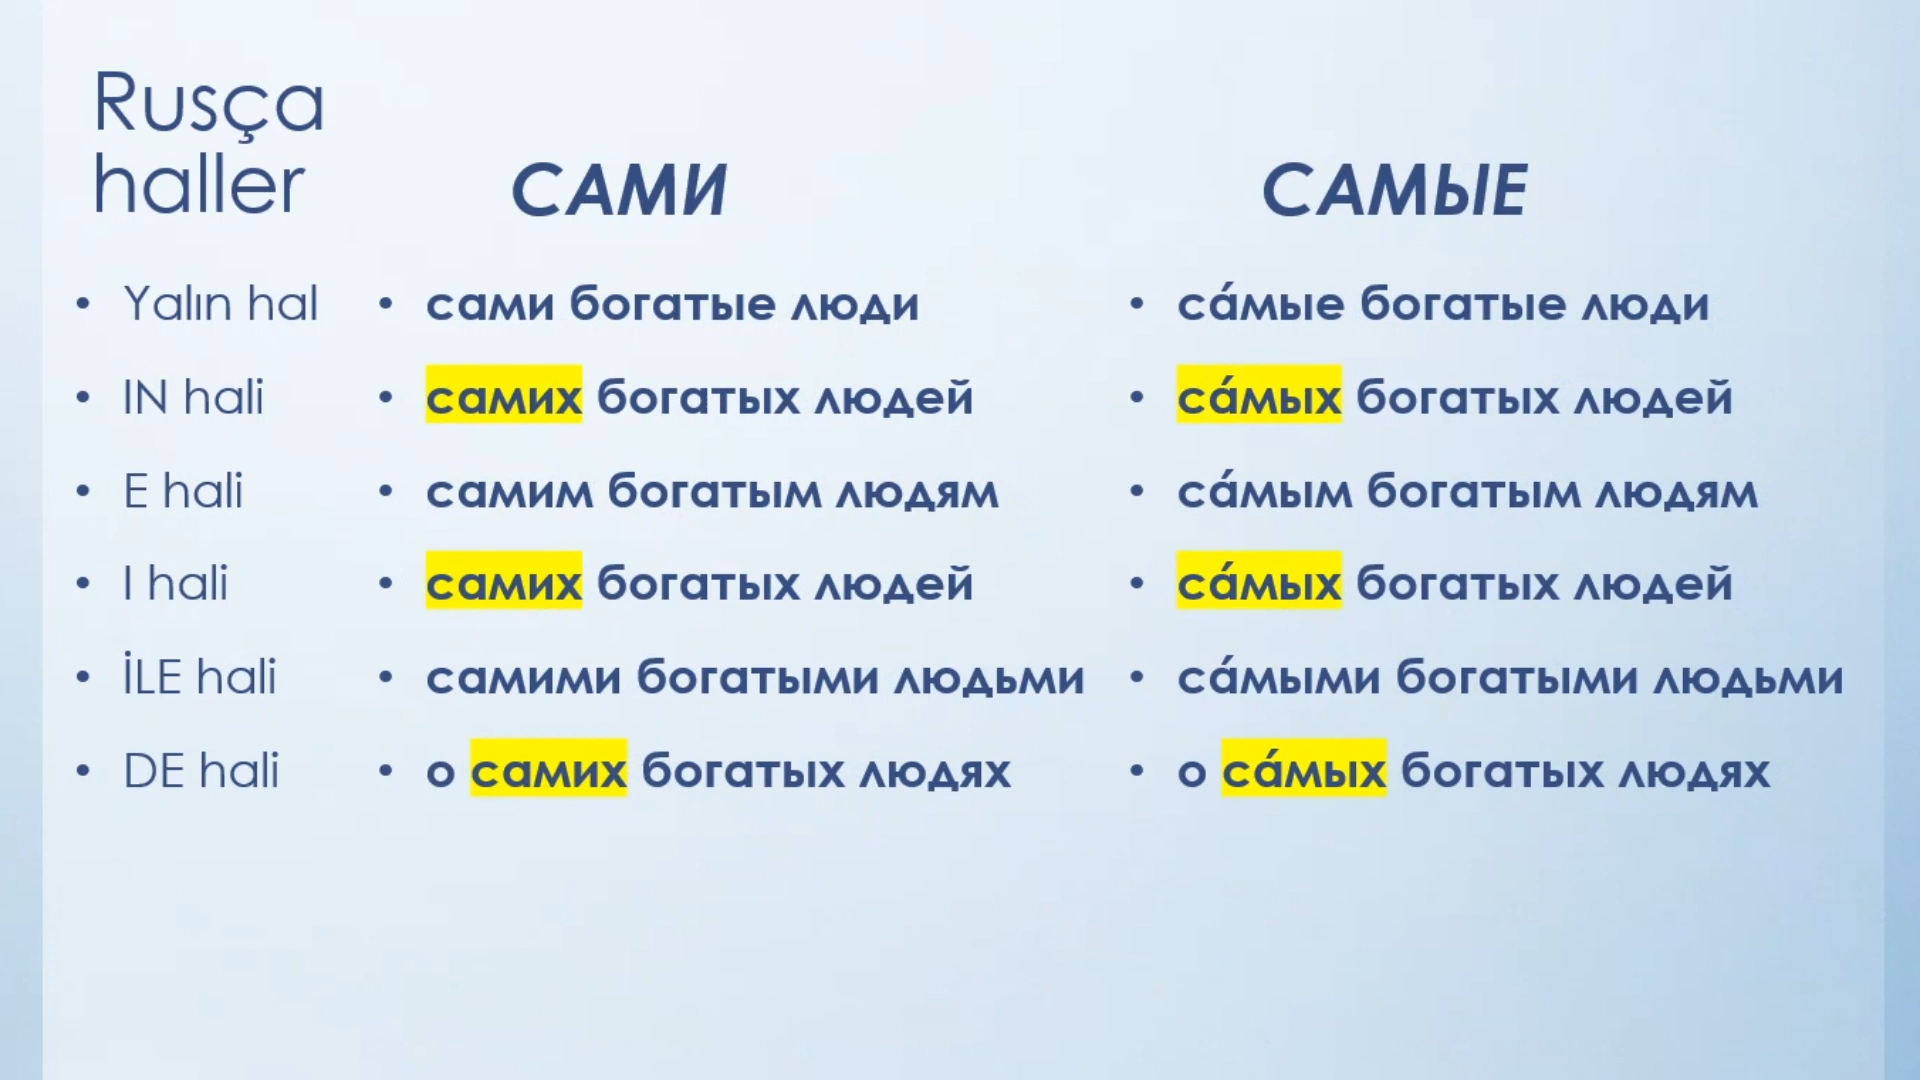 Rusça
haller
САМИ
САМЫЕ
• Yalın hal
• сами богатые люди
• са́мые богатые люди
• IN hali
• самих богатых людей
• са́мых богатых людей
• E hali
• самим богатым людям
• са́мым богатым людям
• I hali
• самих богатых людей
• са́мых богатых людей
• İLE hali
• самими богатыми людьми
• са́мыми богатыми людьми
• DE hali
• о самих богатых людях
• о са́мых богатых людях